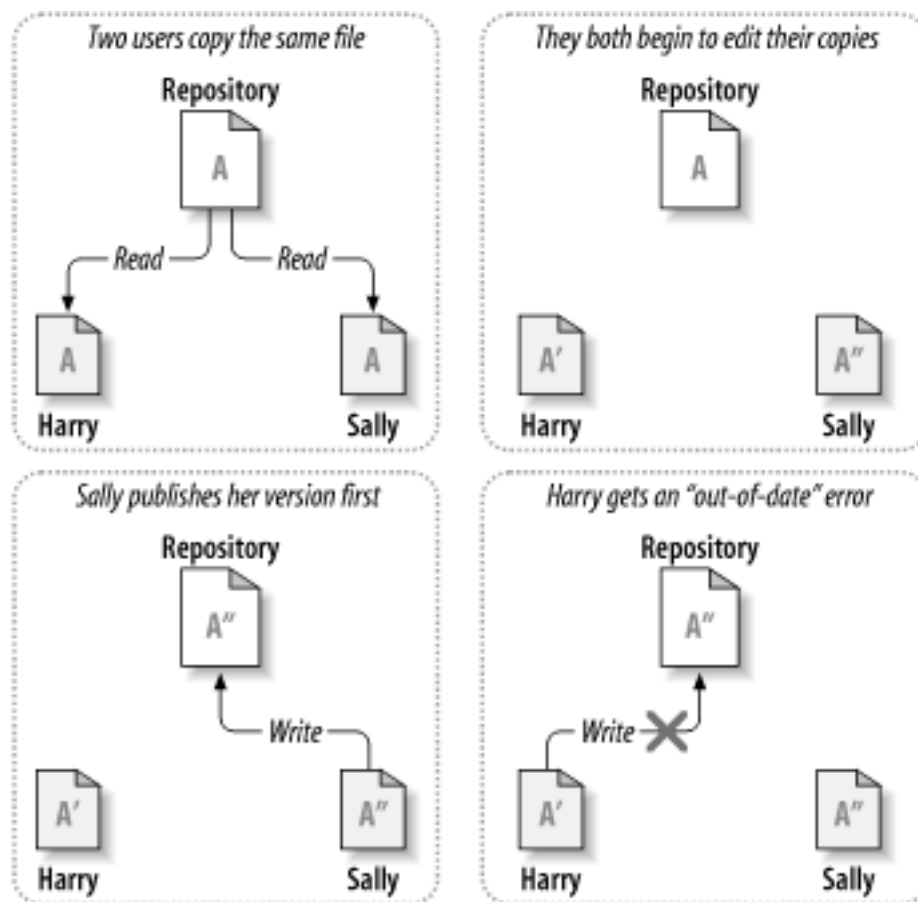 Two users copy the same file
Repository
A
Read
Read
A
A
Harry
Sally
They both begin to edit their copies
Repository
A
A′
A″
Harry
Sally
Sally publishes her version first
Repository
A″
Write
A′
A″
Harry
Sally
Harry gets an “out-of-date” error
Repository
A″
Write
A′
A″
Harry
Sally